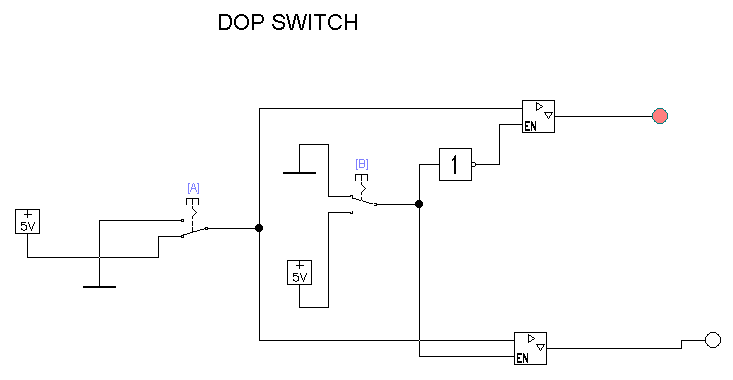 DOP SWITCH
EN
[B]
1
[A]
+
5V
+
5V
EN